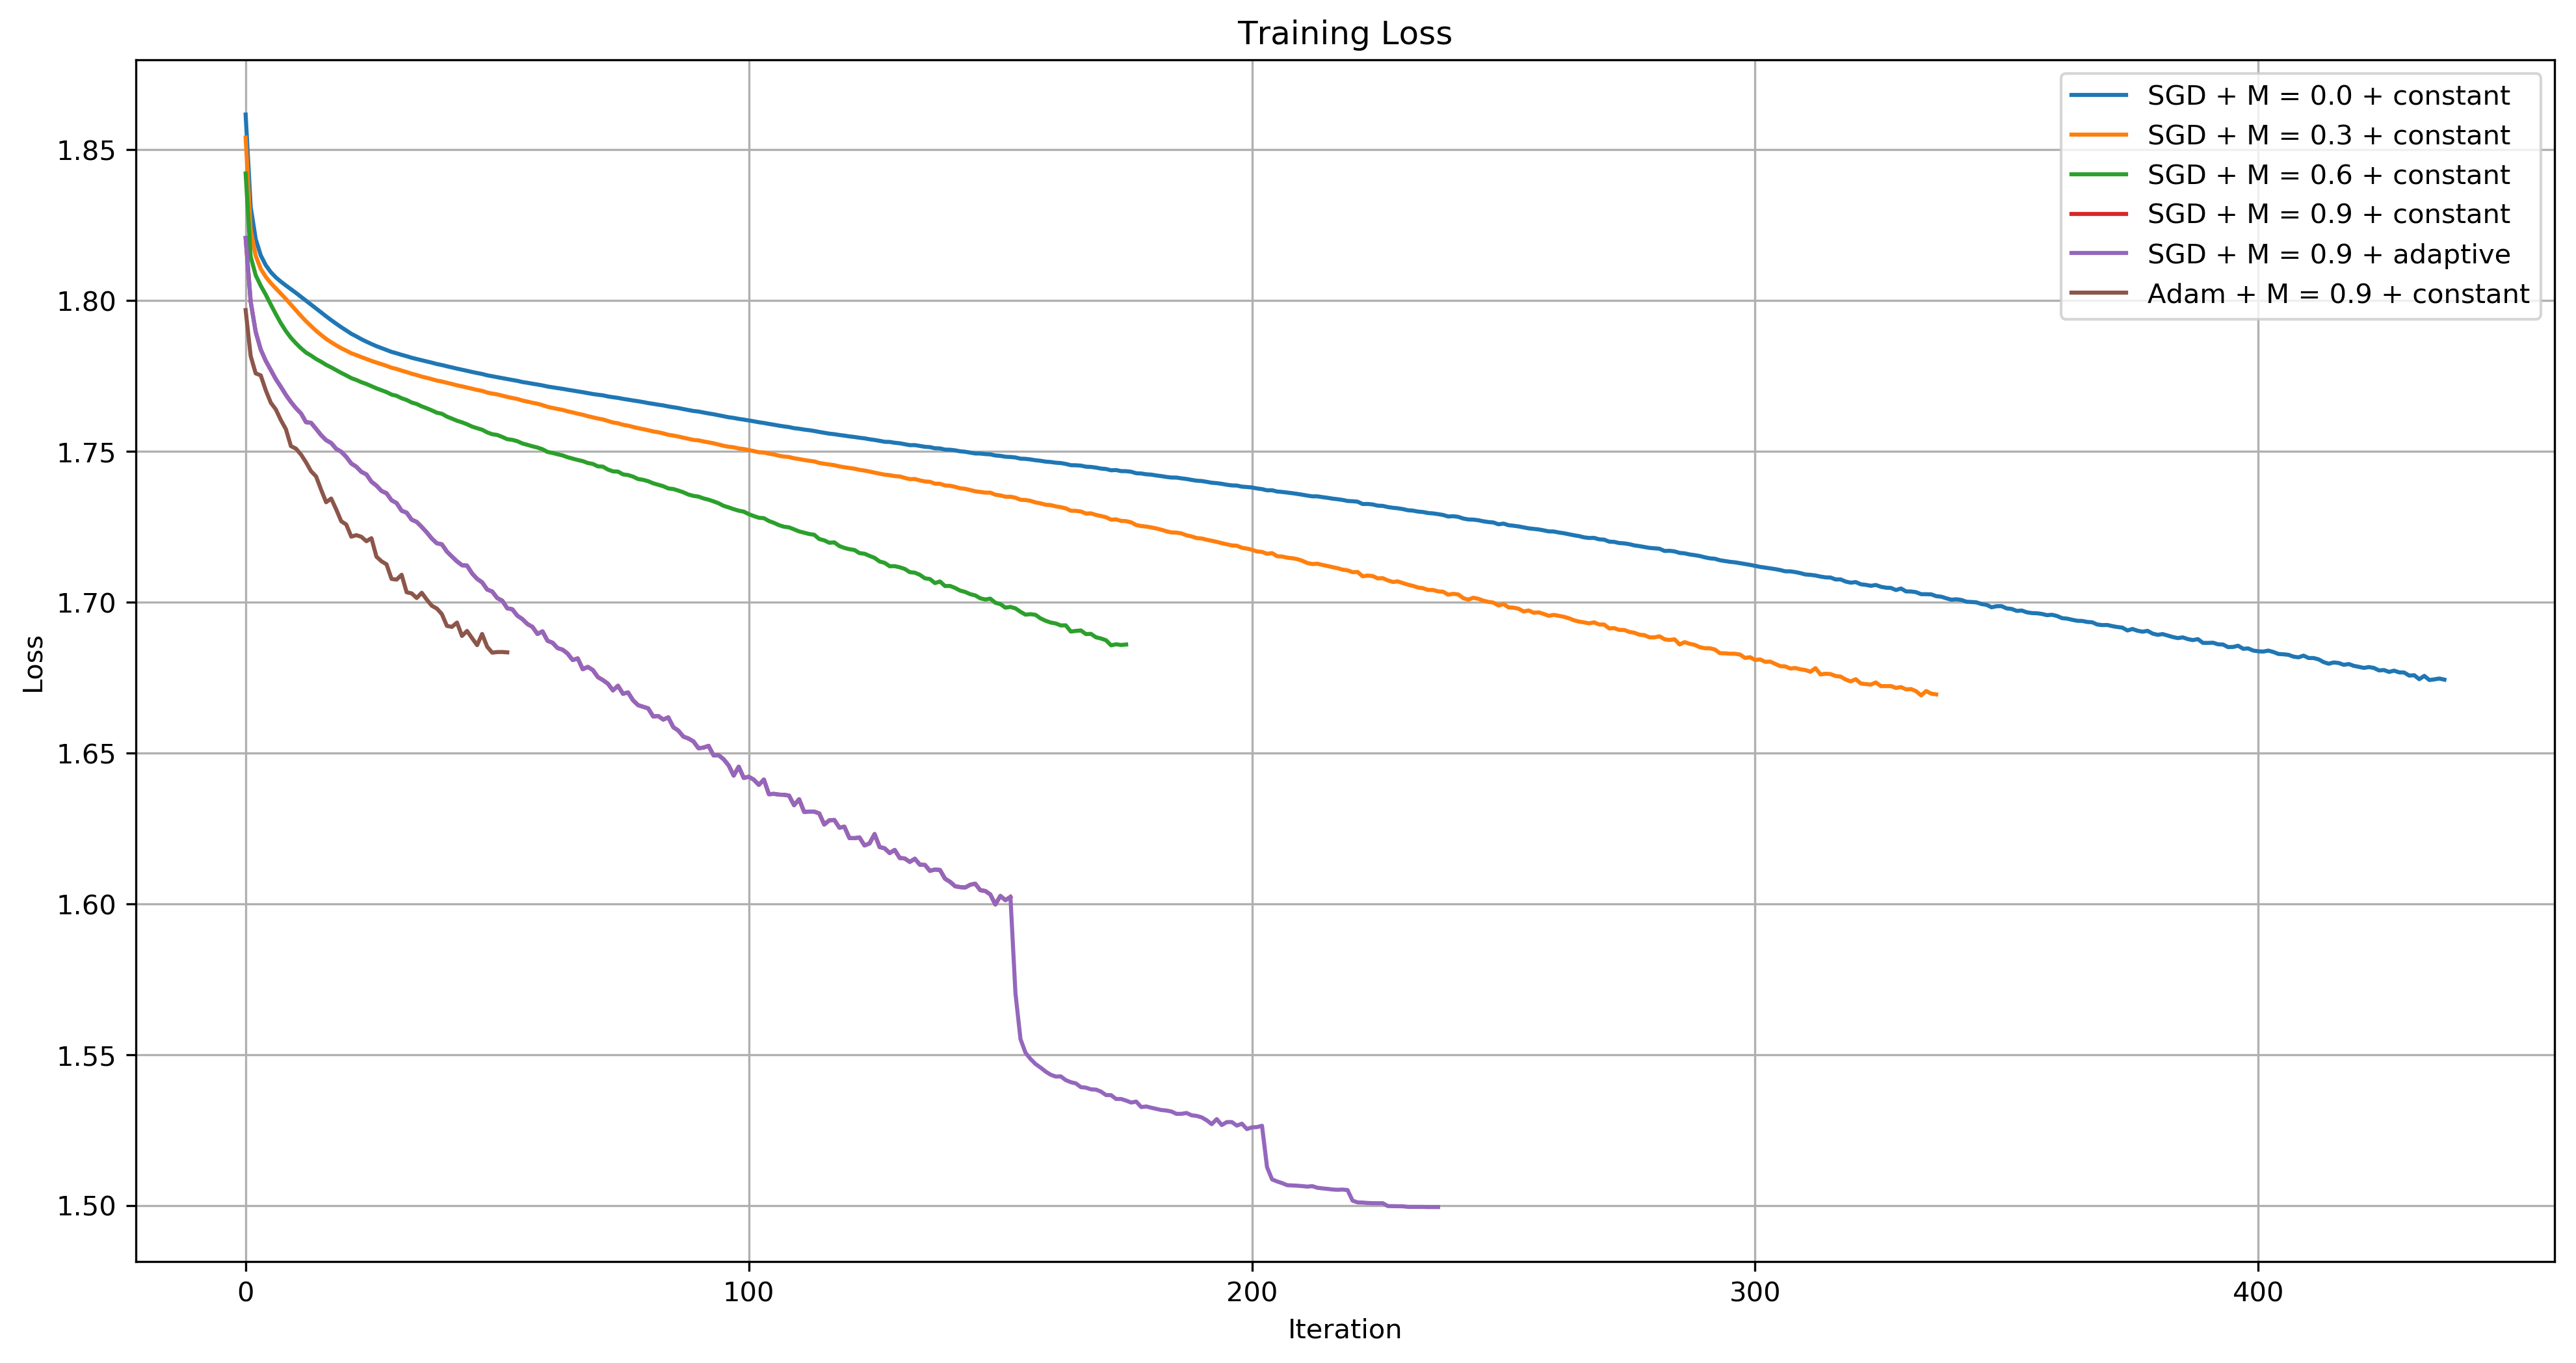 Training Loss
SGD + M = 0.0 + constant
SGD + M = 0.3 + constant
SGD + M = 0.6 + constant
SGD + M = 0.9 + constant
SGD + M = 0.9 + adaptive
Adam + M = 0.9 + constant
1.85
1.80
1.75
1.70
1.65
1.60
1.55
1.50
Loss
0 100 200 300 400
Iteration